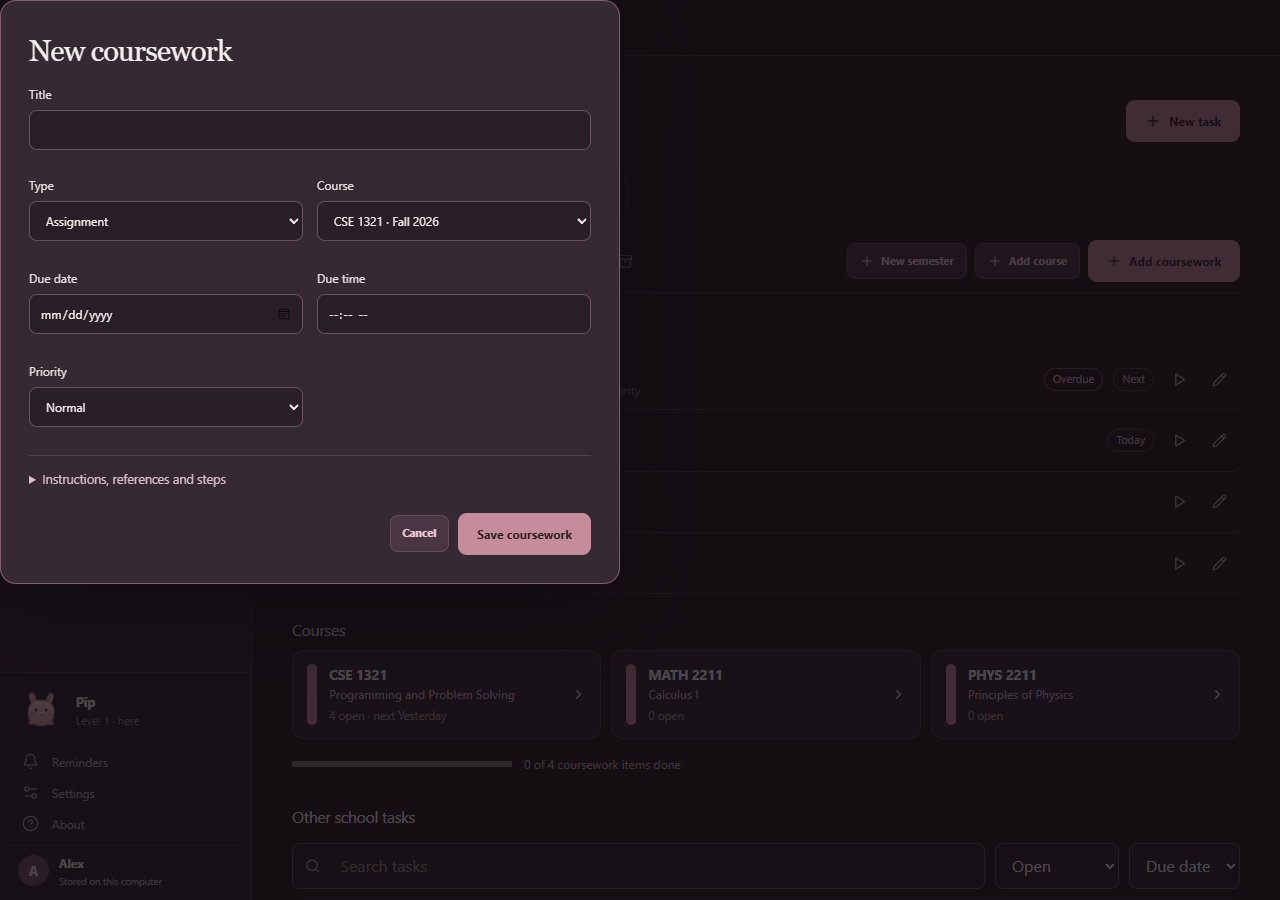 New coursework
Title
Type
Course
Assignment
CSE 1321 · Fall 2026
Due date
Due time
mm/dd/yyyy
--:-- --
Priority
Normal
Instructions, references and steps
Cancel
Save coursework
New task
New semester
Add course
Add coursework
ority
Overdue
Next
Today
Courses
CSE 1321
Programming and Problem Solving
4 open · next Yesterday
MATH 2211
Calculus I
0 open
PHYS 2211
Principles of Physics
0 open
0 of 4 coursework items done
Other school tasks
Search tasks
Open
Due date
Pip
Level 1 · here
Reminders
Settings
About
A
Alex
Stored on this computer